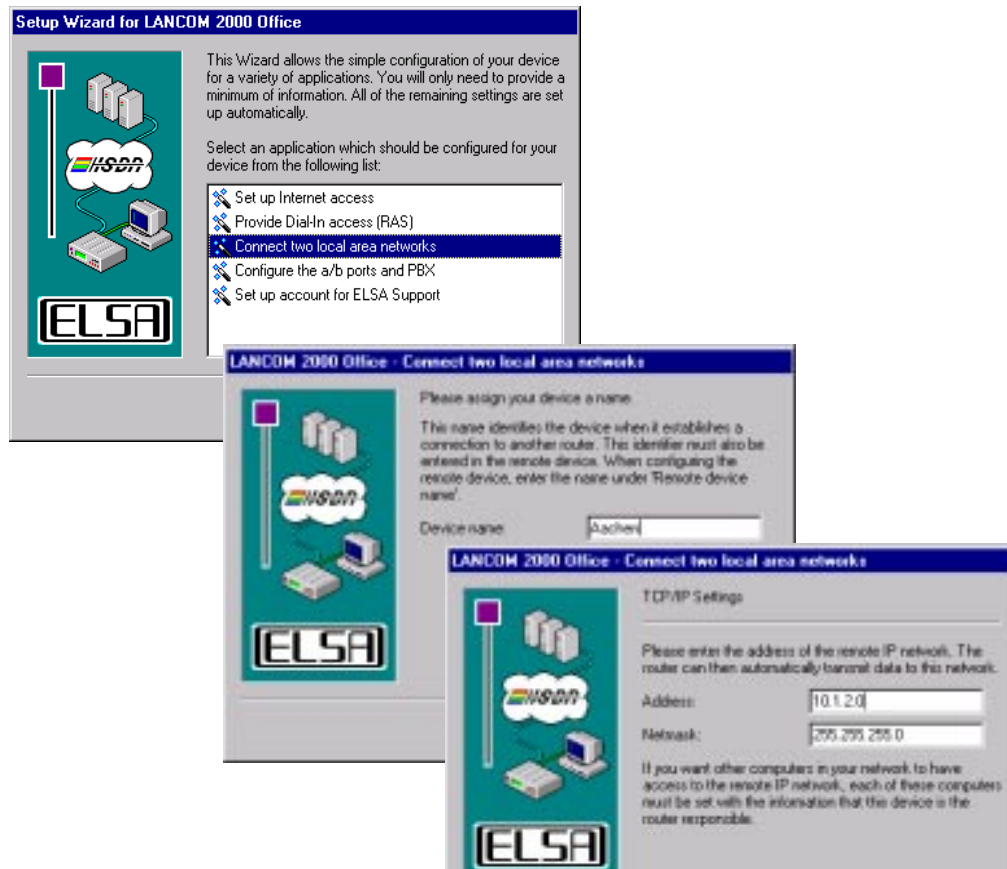 Setup Wizard for LANCOM 2000 Office
This Wizard allows the simple configuration of your device
for a variety of applications. You will only need to provide a
minimum of information. All of the remaining settings are set
up automatically.
Select an application which should be configured for your
device from the following list:
Set up Internet access
Provide Dial-In access (RAS)
Connect two local area networks
Configure the a/b ports and PBX
Set up account for ELSA Support
ISDN
ELSA
LANCOM 2000 Office - Connect two local area networks
Please assign your device a name.
This name identifies the device when it establishes a
connection to another router. This identifier must also be
entered in the remote device. When configuring the
remote device, enter the name under 'Remote device
name'.
Device name: Aachen
ISDN
ELSA
LANCOM 2000 Office - Connect two local area networks
TCP/IP Settings
Please enter the address of the remote IP network. The
router can then automatically transmit data to this network.
Address: 10.1.2.0
Netmask: 255.255.255.0
If you want other computers in your network to have
access to the remote IP network, each of these computers
must be set with the information that this device is the
router responsible.
ISDN
ELSA